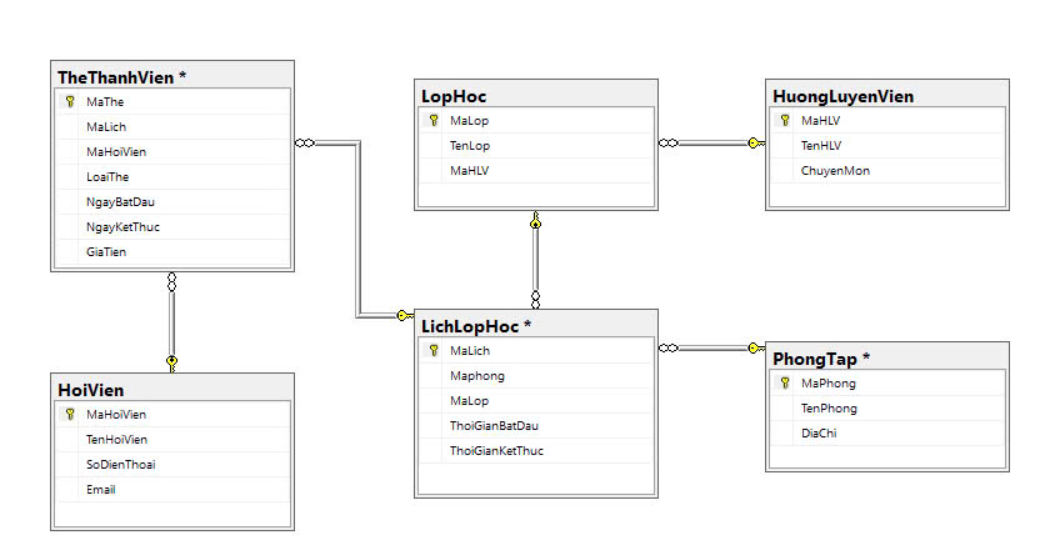 TheThanhVien *
MaThe
MaLich
MaHoiVien
LoaiThe
NgayBatDau
NgayKetThuc
GiaTien
LopHoc
MaLop
TenLop
MaHLV
HuongLuyenVien
MaHLV
TenHLV
ChuyenMon
HoiVien
MaHoiVien
TenHoiVien
SoDienThoai
Email
LichLopHoc *
MaLich
Maphong
MaLop
ThoiGianBatDau
ThoiGianKetThuc
PhongTap *
MaPhong
TenPhong
DiaChi